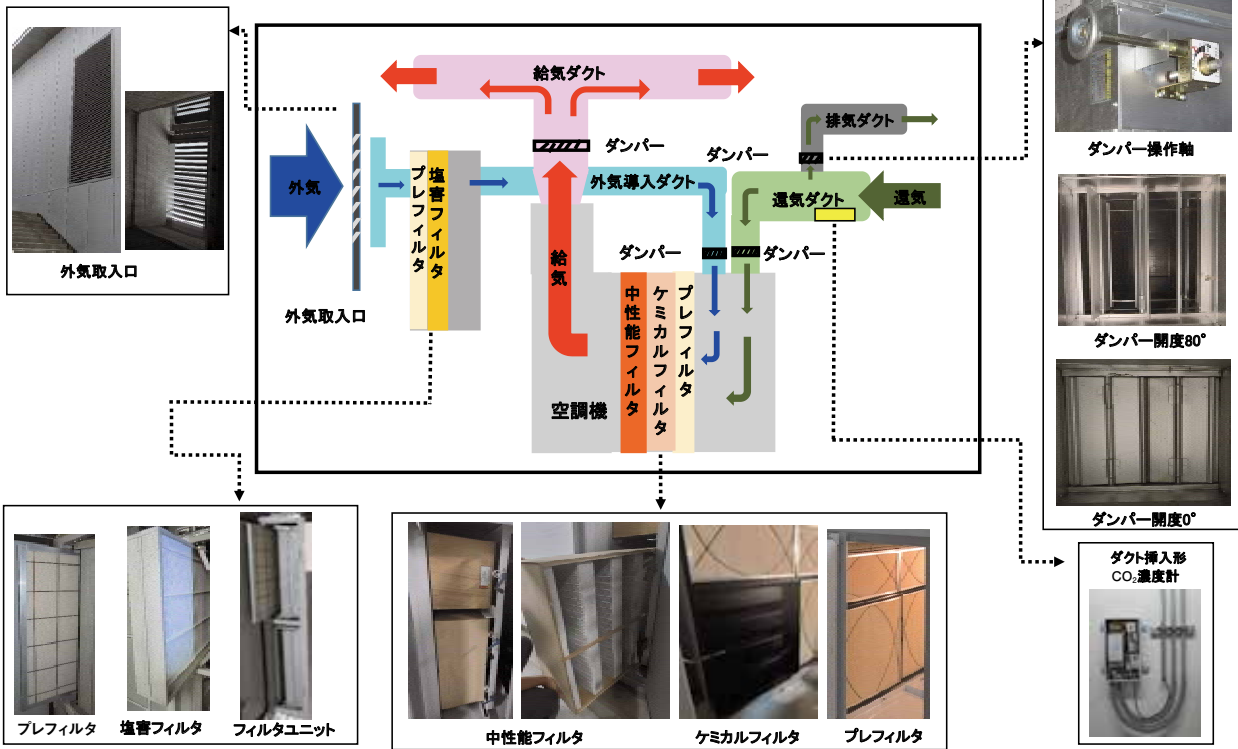 外気取入口
外気
外気取入口
プレフィルタ
塩害フィルタ
給気ダクト
ダンパー
外気導入ダクト
給気
空調機
ダンパー
中性能フィルタ
ケミカルフィルタ
プレフィルタ
ダンパー
排気ダクト
還気ダクト
還気
ダンパー
ダンパー操作軸
ダンパー開度80°
ダンパー開度0°
ダクト挿入形
CO₂濃度計
プレフィルタ
塩害フィルタ
フィルタユニット
中性能フィルタ
ケミカルフィルタ
プレフィルタ